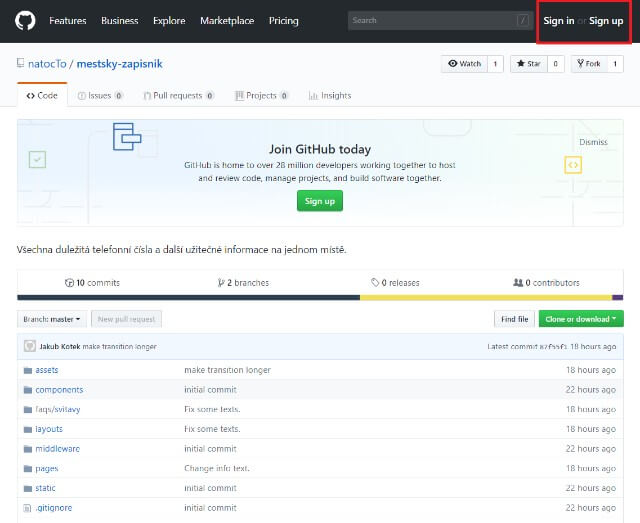 Features Business Explore Marketplace Pricing Search / Sign in or Sign up
natocTo / mestsky-zapisnik Watch 1 Star 0 Fork 1
Code Issues 0 Pull requests 0 Projects 0 Insights
Dismiss
Join GitHub today
GitHub is home to over 28 million developers working together to host
and review code, manage projects, and build software together.
Sign up
Všechna duležitá telefonní čísla a další užitečné informace na jednom místě.
10 commits 2 branches 0 releases 0 contributors
Branch: master New pull request Find file Clone or download
Jakub Kotek make transition longer Latest commit 18 hours ago
assets make transition longer 18 hours ago
components initial commit 22 hours ago
faqs/svitavy Fix some texts. 18 hours ago
layouts Fix some texts. 22 hours ago
middleware initial commit 22 hours ago
pages Change info text. 18 hours ago
static initial commit 22 hours ago
.gitignore initial commit 22 hours ago